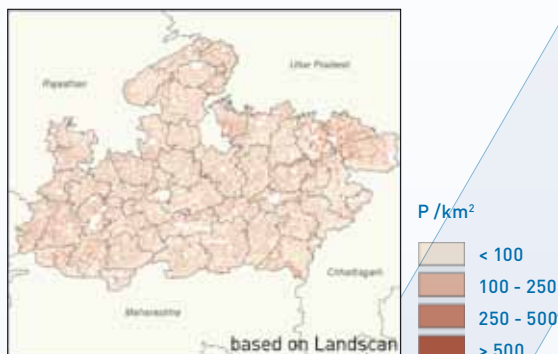 Uttar Pradesh
Rajasthan
P /km²
< 100
Chhattisgarh
100 - 250
250 - 500
Maharashtra
based on Landscan
> 500